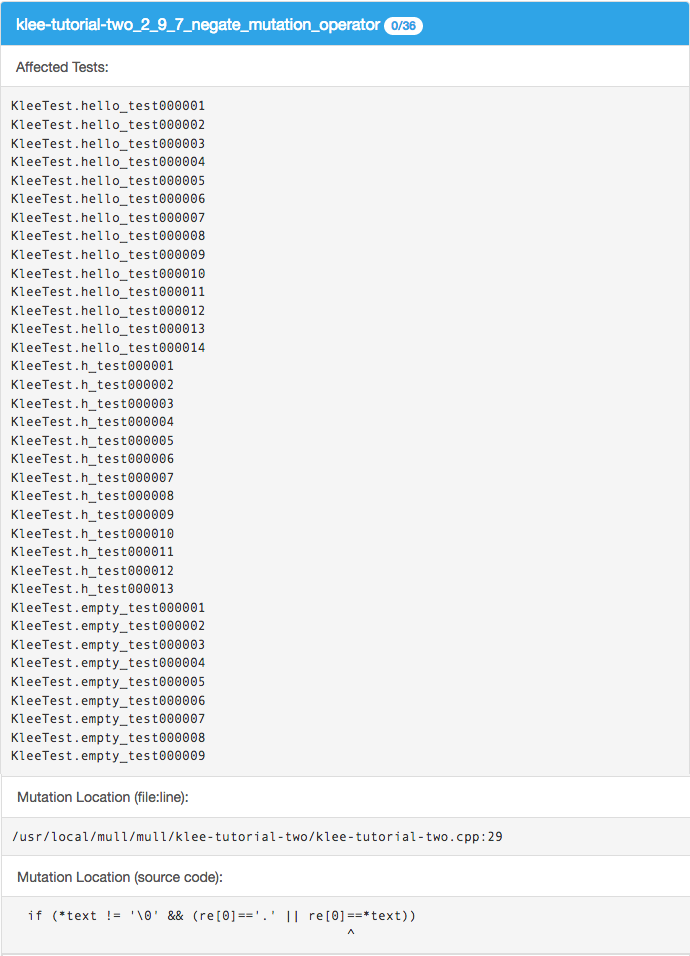 klee-tutorial-two_2_9_7_negate_mutation_operator 0/36
Affected Tests:
KleeTest.hello_test000001
KleeTest.hello_test000002
KleeTest.hello_test000003
KleeTest.hello_test000004
KleeTest.hello_test000005
KleeTest.hello_test000006
KleeTest.hello_test000007
KleeTest.hello_test000008
KleeTest.hello_test000009
KleeTest.hello_test000010
KleeTest.hello_test000011
KleeTest.hello_test000012
KleeTest.hello_test000013
KleeTest.hello_test000014
KleeTest.h_test000001
KleeTest.h_test000002
KleeTest.h_test000003
KleeTest.h_test000004
KleeTest.h_test000005
KleeTest.h_test000006
KleeTest.h_test000007
KleeTest.h_test000008
KleeTest.h_test000009
KleeTest.h_test000010
KleeTest.h_test000011
KleeTest.h_test000012
KleeTest.h_test000013
KleeTest.empty_test000001
KleeTest.empty_test000002
KleeTest.empty_test000003
KleeTest.empty_test000004
KleeTest.empty_test000005
KleeTest.empty_test000006
KleeTest.empty_test000007
KleeTest.empty_test000008
KleeTest.empty_test000009
Mutation Location (file:line):
/usr/local/mull/mull/klee-tutorial-two/klee-tutorial-two.cpp:29
Mutation Location (source code):
if (*text != '\0' && (re[0]=='.' || re[0]==*text))
^